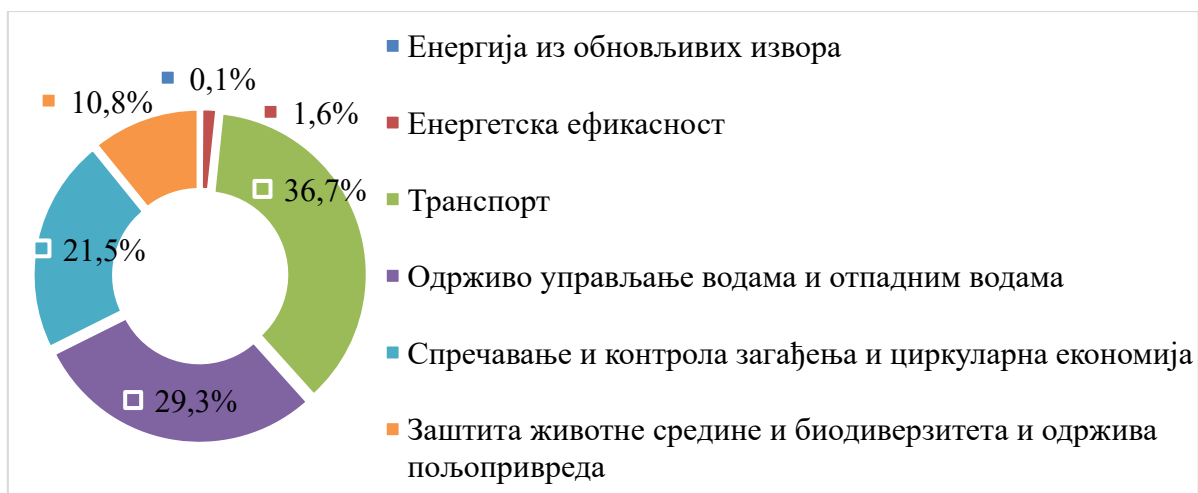 0,1%
10,8%
1,6%
36,7%
21,5%
29,3%
Енергија из обновљивих извора
Енергетска ефикасност
Транспорт
Одрживо управљање водама и отпадним водама
Спречавање и контрола загађења и циркуларна економија
Заштита животне средине и биодиверзитета и одржива
пољопривреда